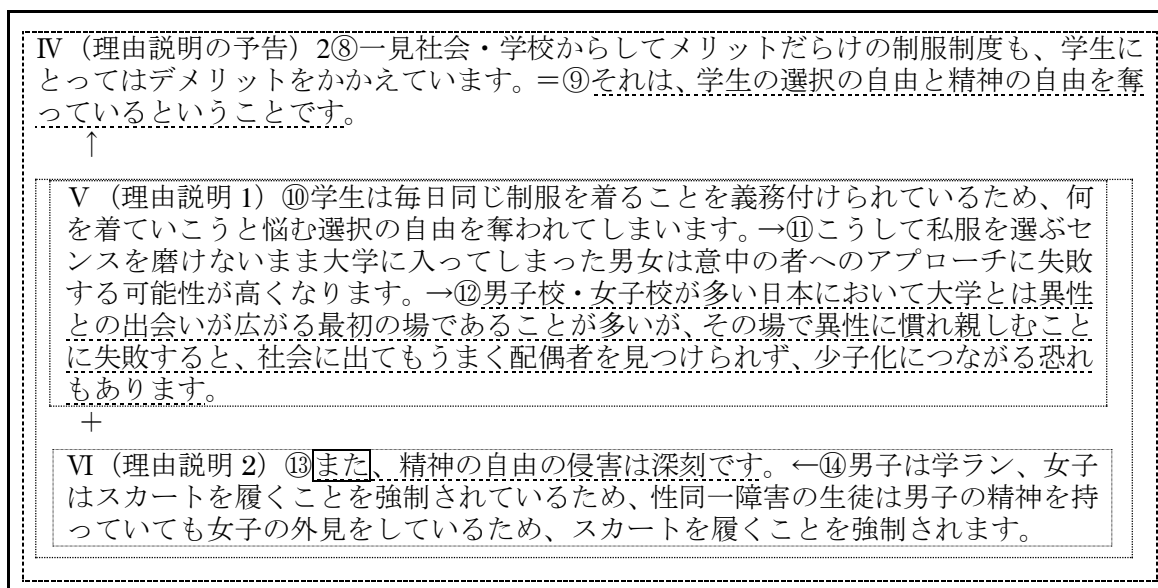 Ⅳ（理由説明の予告）2⑧一見社会・学校からしてメリットだらけの制服制度も、学生に
とってはデメリットをかかえています。＝⑨それは、学生の選択の自由と精神の自由を奪
っているということです。
↑
Ⅴ（理由説明 1）⑩学生は毎日同じ制服を着ることを義務付けられているため、何
を着ていこうと悩む選択の自由を奪われてしまいます。→⑪こうして私服を選ぶセ
ンスを磨けないまま大学に入ってしまった男女は意中の者へのアプローチに失敗
する可能性が高くなります。→⑫男子校・女子校が多い日本において大学とは異性
との出会いが広がる最初の場であることが多いが、その場で異性に慣れ親しむこと
に失敗すると、社会に出てもうまく配偶者を見つけられず、少子化につながる恐れ
もあります。
＋
Ⅵ（理由説明 2）⑬また、精神の自由の侵害は深刻です。←⑭男子は学ラン、女子
はスカートを履くことを強制されているため、性同一障害の生徒は男子の精神を持
っていても女子の外見をしているため、スカートを履くことを強制されます。